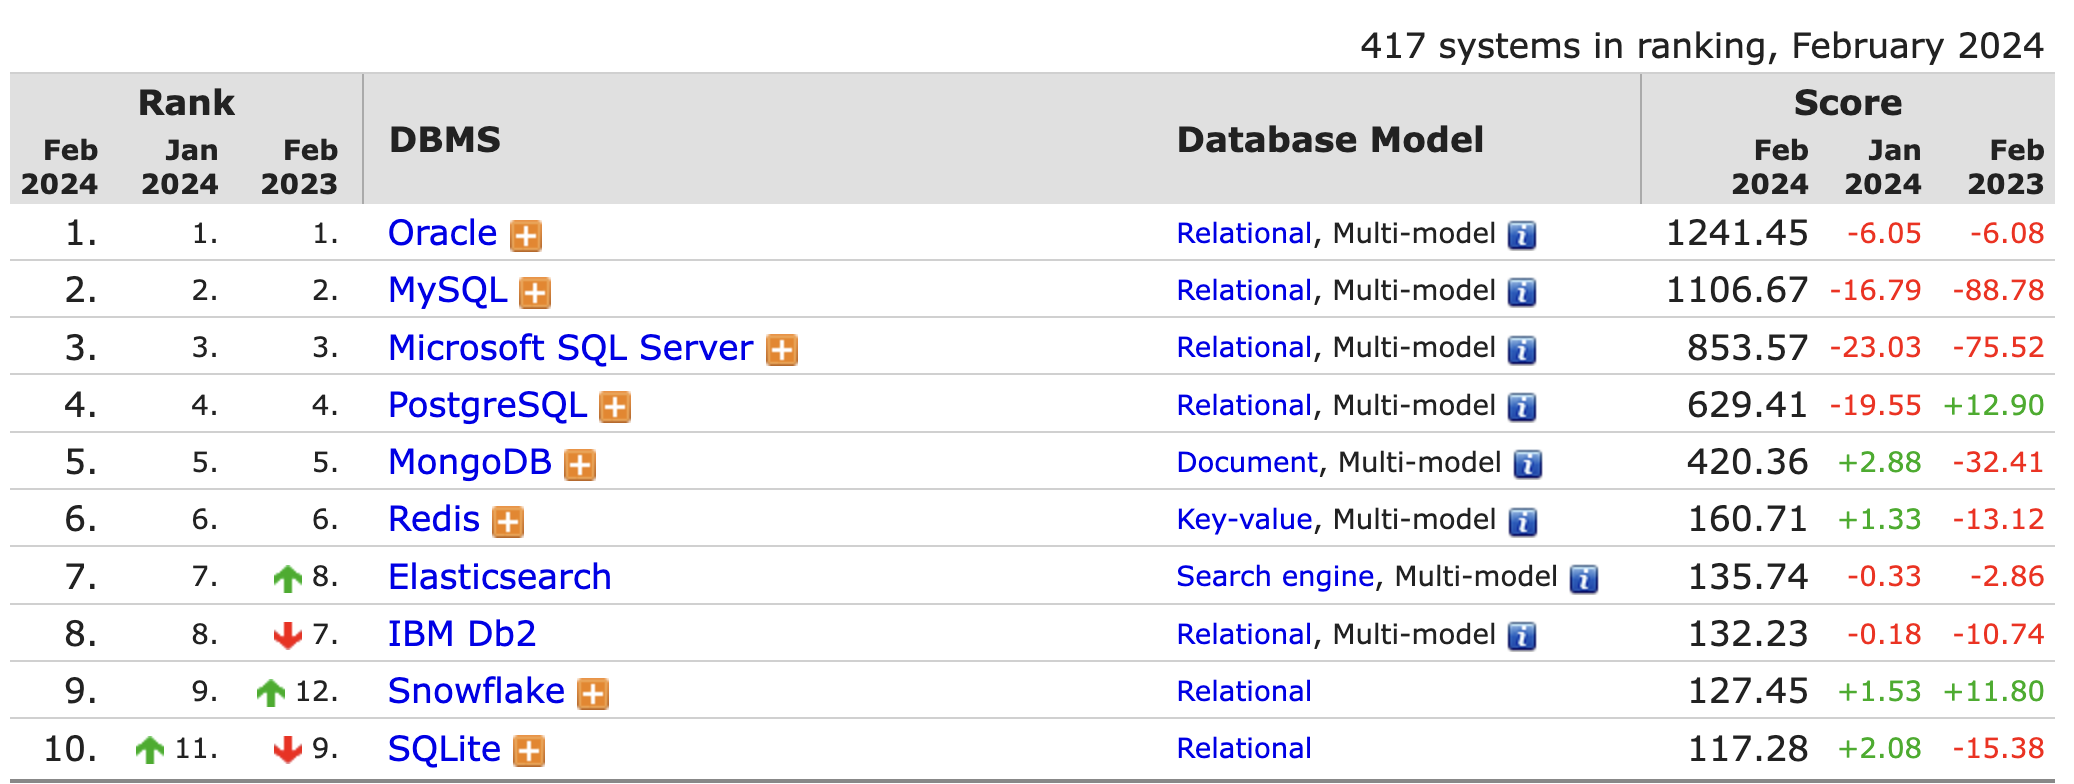 417 systems in ranking, February 2024
Rank DBMS Database Model Score
Feb 2024 Jan 2024 Feb 2023 Feb 2024 Jan 2024 Feb 2023
1. 1. 1. Oracle Relational, Multi-model 1241.45 -6.05 -6.08
2. 2. 2. MySQL Relational, Multi-model 1106.67 -16.79 -88.78
3. 3. 3. Microsoft SQL Server Relational, Multi-model 853.57 -23.03 -75.52
4. 4. 4. PostgreSQL Relational, Multi-model 629.41 -19.55 +12.90
5. 5. 5. MongoDB Document, Multi-model 420.36 +2.88 -32.41
6. 6. 6. Redis Key-value, Multi-model 160.71 +1.33 -13.12
7. 7. 8. Elasticsearch Search engine, Multi-model 135.74 -0.33 -2.86
8. 8. 7. IBM Db2 Relational, Multi-model 132.23 -0.18 -10.74
9. 9. 12. Snowflake Relational 127.45 +1.53 +11.80
10. 11. 9. SQLite Relational 117.28 +2.08 -15.38